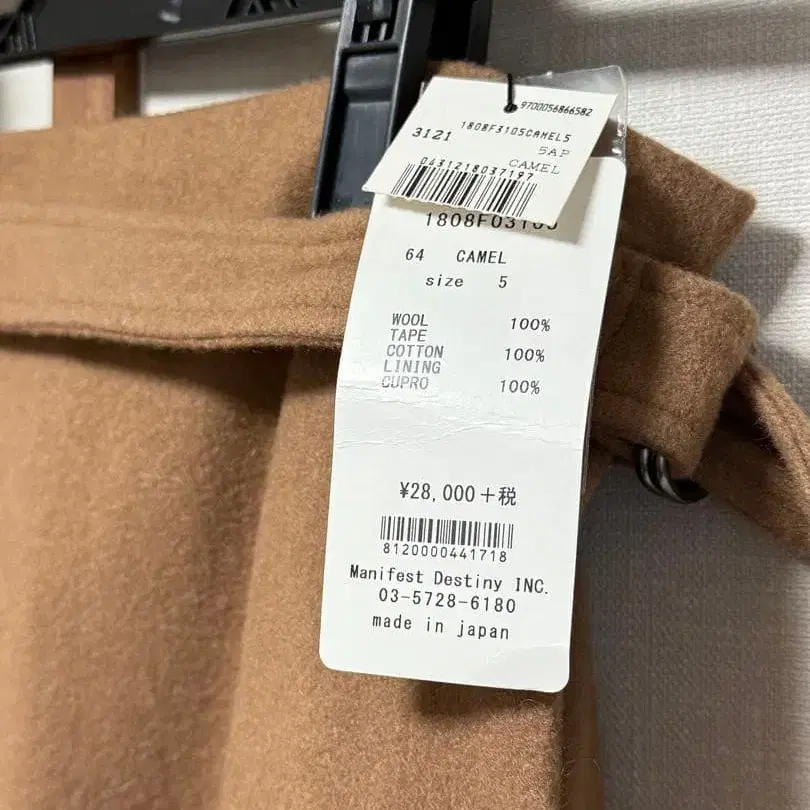 9700056866582
1808F3105CAMEL5
3121
5AP
CAMEL
0431218037197
64 CAMEL
size 5
WOOL 100%
TAPE
COTTON 100%
LINING
CUPRO 100%
¥28,000+税
8120000441718
Manifest Destiny INC.
03-5728-6180
made in japan